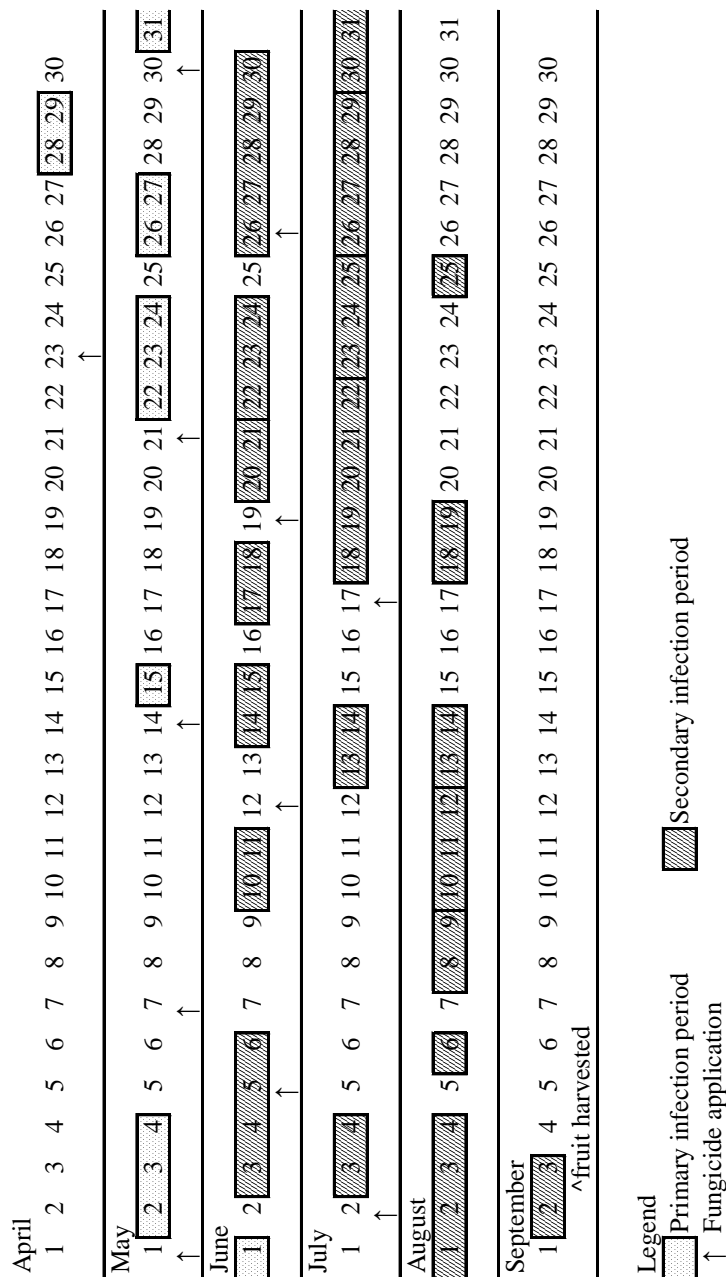 April
1 2 3 4 5 6 7 8 9 10 11 12 13 14 15 16 17 18 19 20 21 22 23 24 25 26 27 28 29 30
↑
May
1 2 3 4 5 6 7 8 9 10 11 12 13 14 15 16 17 18 19 20 21 22 23 24 25 26 27 28 29 30 31
↑ ↑ ↑ ↑ ↑
June
1 2 3 4 5 6 7 8 9 10 11 12 13 14 15 16 17 18 19 20 21 22 23 24 25 26 27 28 29 30
↑ ↑ ↑ ↑
July
1 2 3 4 5 6 7 8 9 10 11 12 13 14 15 16 17 18 19 20 21 22 23 24 25 26 27 28 29 30 31
↑ ↑
August
1 2 3 4 5 6 7 8 9 10 11 12 13 14 15 16 17 18 19 20 21 22 23 24 25 26 27 28 29 30 31
September
1 2 3 4 5 6 7 8 9 10 11 12 13 14 15 16 17 18 19 20 21 22 23 24 25 26 27 28 29 30
^fruit harvested
Legend
Primary infection period Secondary infection period
↑ Fungicide application